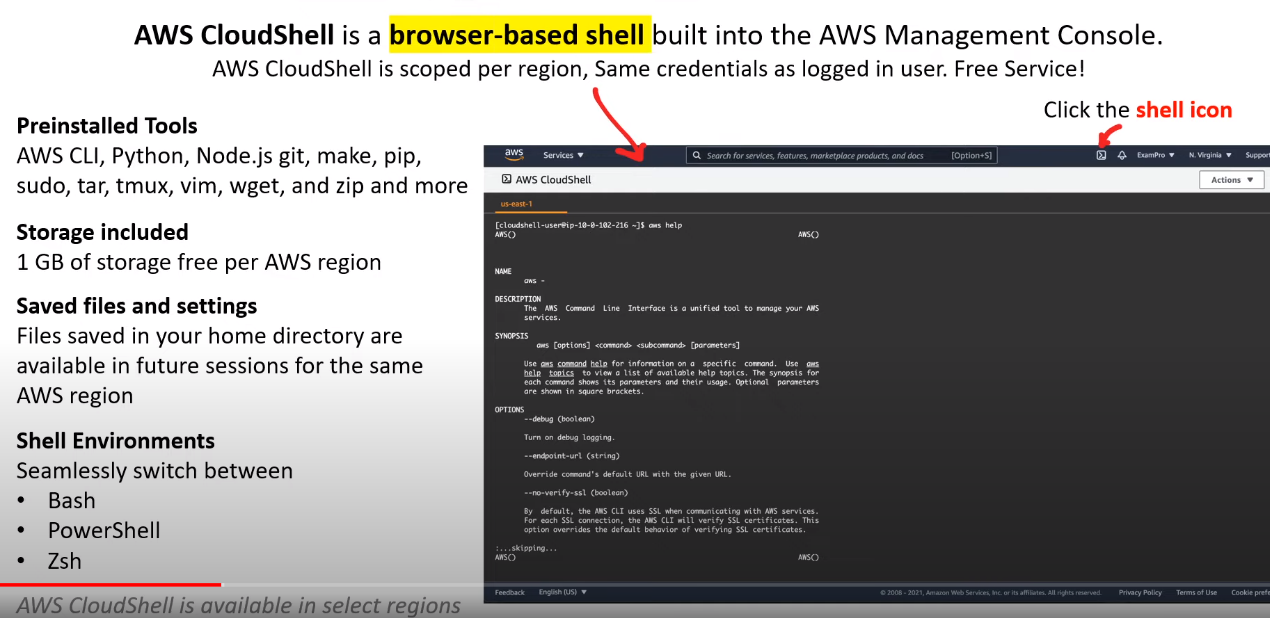 AWS CloudShell is a browser-based shell built into the AWS Management Console.
AWS CloudShell is scoped per region, Same credentials as logged in user. Free Service!
Click the shell icon
Preinstalled Tools
AWS CLI, Python, Node.js git, make, pip,
sudo, tar, tmux, vim, wget, and zip and more
Storage included
1 GB of storage free per AWS region
Saved files and settings
Files saved in your home directory are
available in future sessions for the same
AWS region
Shell Environments
Seamlessly switch between
• Bash
• PowerShell
• Zsh
AWS CloudShell is available in select regions
aws Services ▼ Search for services, features, marketplace products, and docs [Option+S] ExamPro ▼ N. Virginia ▼ Support
AWS CloudShell Actions ▼
us-east-1
[cloudshell-user@ip-10-0-102-216 ~]$ aws help
AWS() AWS()
NAME
aws -
DESCRIPTION
The AWS Command Line Interface is a unified tool to manage your AWS
services.
SYNOPSIS
aws [options] <command> <subcommand> [parameters]
Use aws command help for information on a specific command. Use aws
help topics to view a list of available help topics. The synopsis for
each command shows its parameters and their usage. Optional parameters
are shown in square brackets.
OPTIONS
--debug (boolean)
Turn on debug logging.
--endpoint-url (string)
Override command's default URL with the given URL.
--no-verify-ssl (boolean)
By default, the AWS CLI uses SSL when communicating with AWS services.
For each SSL connection, the AWS CLI will verify SSL certificates. This
option overrides the default behavior of verifying SSL certificates.
:...skipping...
AWS() AWS()
Feedback English (US) ▼ © 2008 - 2021, Amazon Web Services, Inc. or its affiliates. All rights reserved. Privacy Policy Terms of Use Cookie prefe